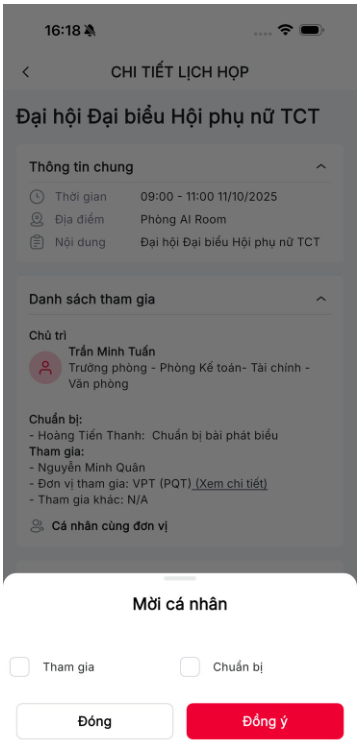 16:18
CHI TIẾT LỊCH HỌP
Đại hội Đại biểu Hội phụ nữ TCT
Thông tin chung
Thời gian 09:00 - 11:00 11/10/2025
Địa điểm Phòng AI Room
Nội dung Đại hội Đại biểu Hội phụ nữ TCT
Danh sách tham gia
Chủ trì
Trần Minh Tuấn
Trưởng phòng - Phòng Kế toán- Tài chính -
Văn phòng
Chuẩn bị:
- Hoàng Tiến Thanh: Chuẩn bị bài phát biểu
Tham gia:
- Nguyễn Minh Quân
- Đơn vị tham gia: VPT (PQT) (Xem chi tiết)
- Tham gia khác: N/A
Cá nhân cùng đơn vị
Mời cá nhân
Tham gia Chuẩn bị
Đóng Đồng ý